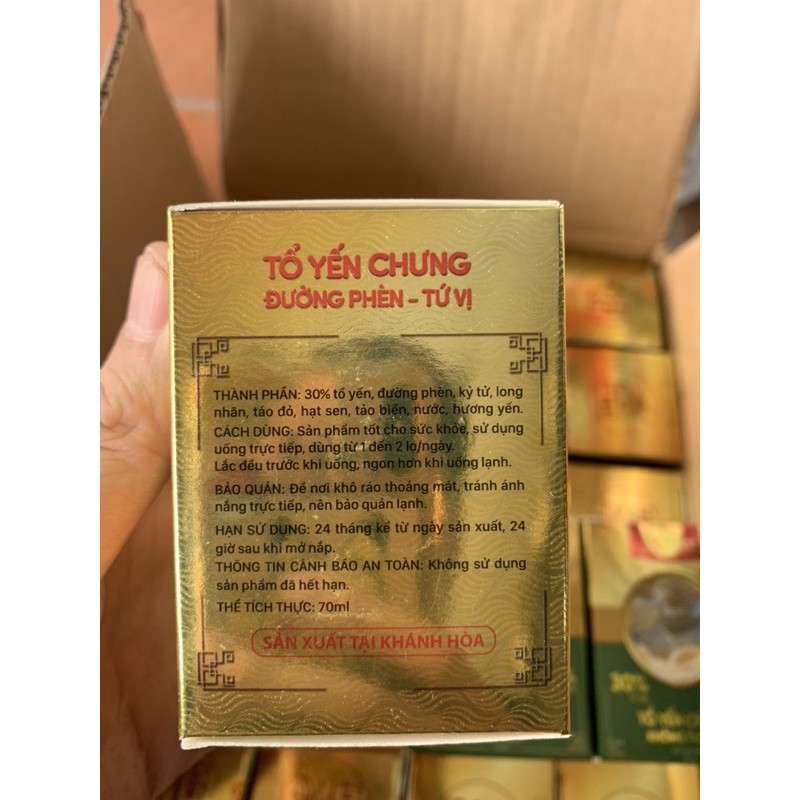 TỔ YẾN CHƯNG
ĐƯỜNG PHÈN - TỨ VỊ
THÀNH PHẦN: 30% tổ yến, đường phèn, kỷ tử, long
nhãn, táo đỏ, hạt sen, tảo biển, nước, hương yến.
CÁCH DÙNG: Sản phẩm tốt cho sức khỏe, sử dụng
uống trực tiếp, dùng từ 1 đến 2 lọ/ngày.
Lắc đều trước khi uống, ngon hơn khi uống lạnh.
BẢO QUẢN: Để nơi khô ráo thoáng mát, tránh ánh
nắng trực tiếp, nên bảo quản lạnh.
HẠN SỬ DỤNG: 24 tháng kể từ ngày sản xuất, 24
giờ sau khi mở nắp.
THÔNG TIN CẢNH BÁO AN TOÀN: Không sử dụng
sản phẩm đã hết hạn.
THỂ TÍCH THỰC: 70ml
SẢN XUẤT TẠI KHÁNH HÒA
30%
TỔ YẾN